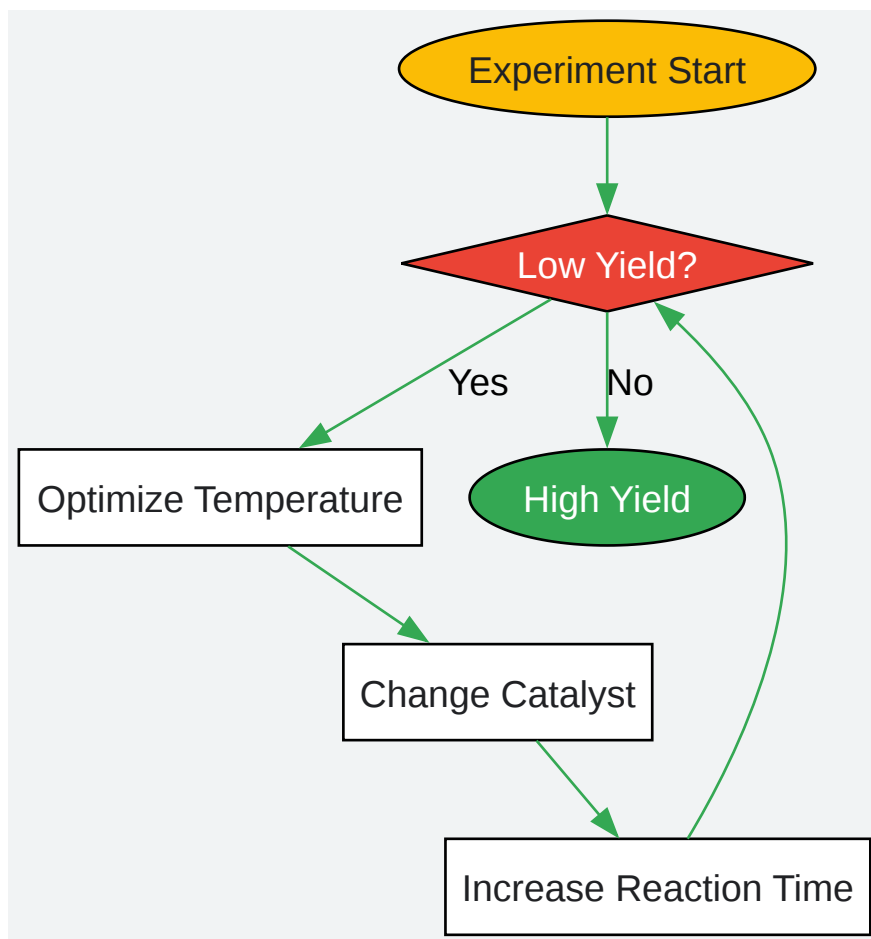 Experiment Start
Low Yield?
Yes
No
Optimize Temperature
High Yield
Change Catalyst
Increase Reaction Time